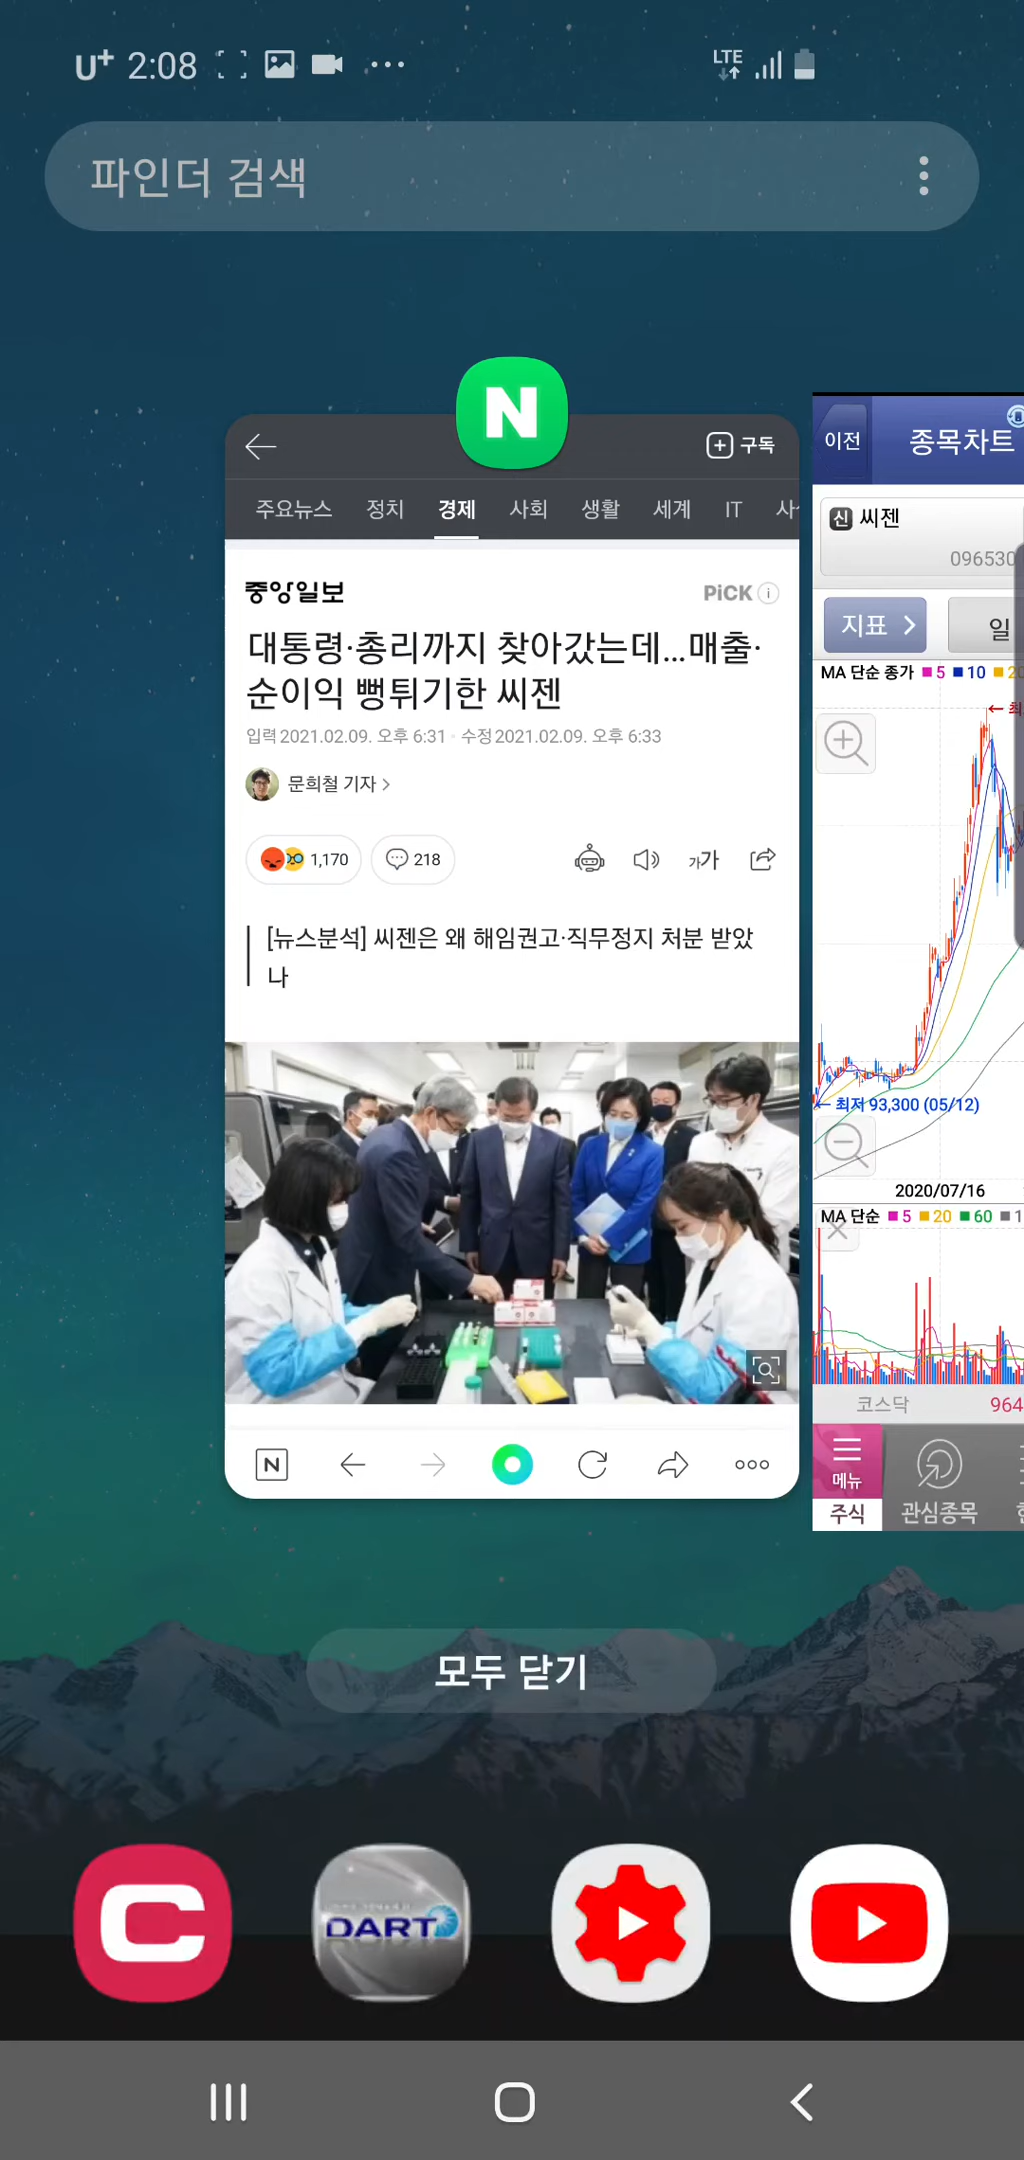 U+ 2:08
LTE
파인더 검색
N
구독
주요뉴스 정치 경제 사회 생활 세계 IT
중앙일보
PiCK
대통령·총리까지 찾아갔는데...매출·
순이익 뻥튀기한 씨젠
입력 2021.02.09. 오후 6:31 · 수정 2021.02.09. 오후 6:33
문희철 기자
1,170
218
가가
[뉴스분석] 씨젠은 왜 해임권고·직무정지 처분 받았
나
N
이전 종목차트
신 씨젠
096530
지표 일
MA 단순 종가 5 10 20
← 최
← 최저 93,300 (05/12)
2020/07/16
MA 단순 5 20 60 1
코스닥 964
메뉴
주식
관심종목
모두 닫기
C
DART